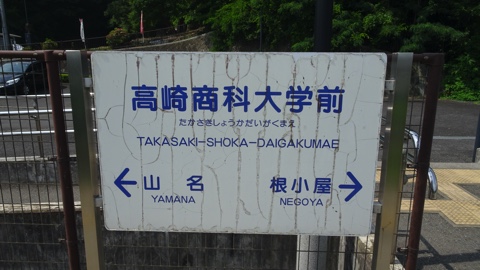 高崎商科大学前
たかさきしょうかだいがくまえ
TAKASAKI-SHOKA-DAIGAKUMAE
← 山名 根小屋 →
YAMANA NEGOYA